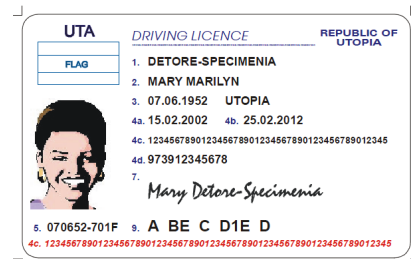 UTA
FLAG
DRIVING LICENCE
REPUBLIC OF
UTOPIA
1. DETORE-SPECIMENIA
2. MARY MARILYN
3. 07.06.1952 UTOPIA
4a. 15.02.2002 4b. 25.02.2012
4c. 1234567890123456789012345678901234567890123 45
4d. 973912345678
7.
Mary Detore-Specimenia
5. 070652-701F 9. A BE C D1E D
4c. 1234567890123456789012345678901234567890123456789012345